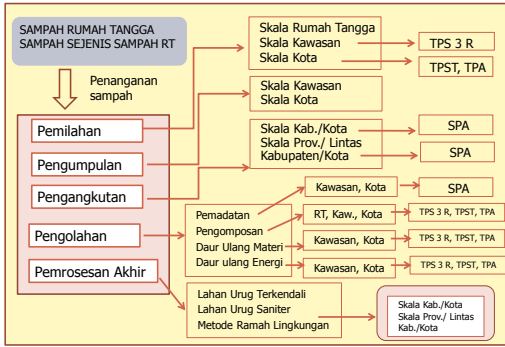 SAMPAH RUMAH TANGGA
SAMPAH SEJENIS SAMPAH RT
Penanganan
sampah
Pemilahan
Pengumpulan
Pengangkutan
Pengolahan
Pemrosesan Akhir
Skala Rumah Tangga
Skala Kawasan
Skala Kota
TPS 3 R
TPST, TPA
Skala Kawasan
Skala Kota
Skala Kab./Kota
Skala Prov./ Lintas
Kabupaten/Kota
SPA
SPA
Pemadatan
Pengomposan
Daur Ulang Materi
Daur ulang Energi
Kawasan, Kota
SPA
RT, Kaw., Kota
TPS 3 R, TPST, TPA
Kawasan, Kota
TPS 3 R, TPST, TPA
Kawasan, Kota
TPS 3 R, TPST, TPA
Lahan Urug Terkendali
Lahan Urug Saniter
Metode Ramah Lingkungan
Skala Kab./Kota
Skala Prov./ Lintas
Kab./Kota